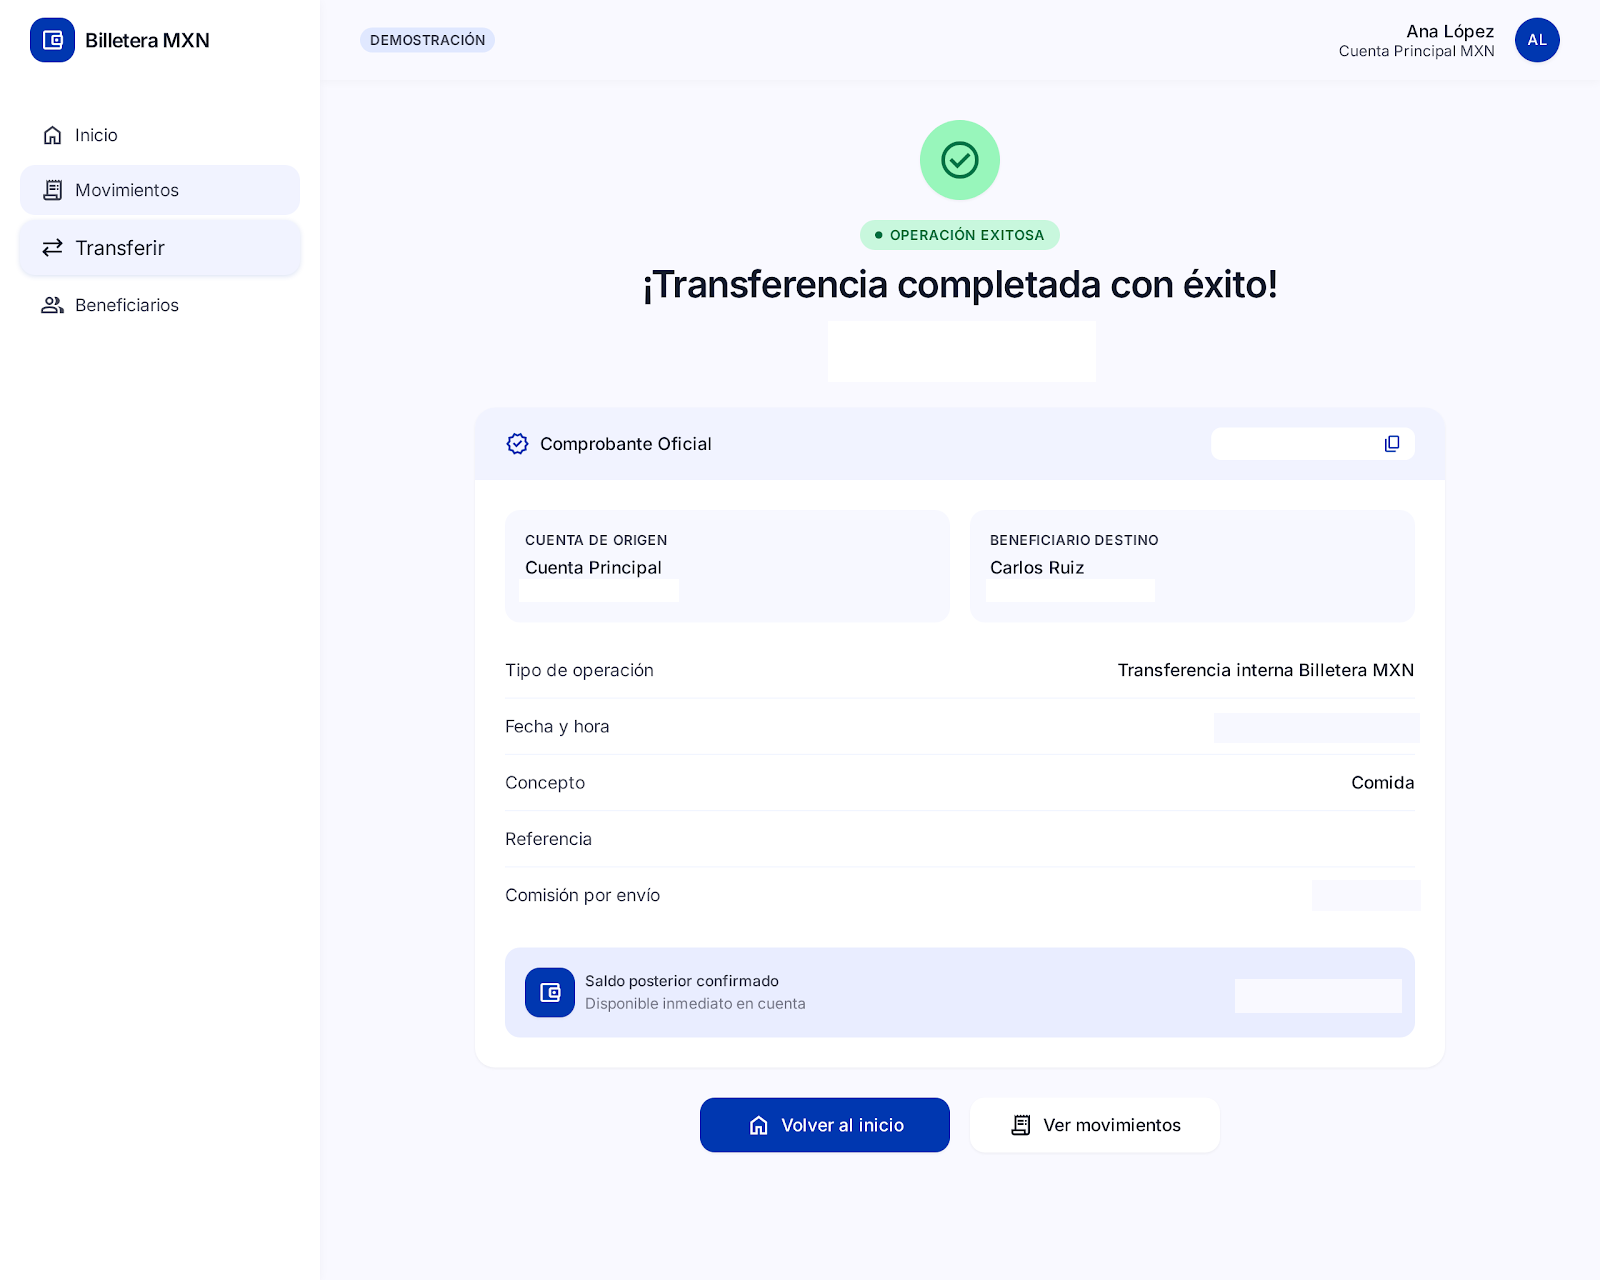 Billetera MXN
DEMOSTRACIÓN
Ana López
Cuenta Principal MXN
AL
Inicio
Movimientos
Transferir
Beneficiarios
OPERACIÓN EXITOSA
¡Transferencia completada con éxito!
Comprobante Oficial
CUENTA DE ORIGEN
Cuenta Principal
BENEFICIARIO DESTINO
Carlos Ruiz
Tipo de operación
Transferencia interna Billetera MXN
Fecha y hora
Concepto
Comida
Referencia
Comisión por envío
Saldo posterior confirmado
Disponible inmediato en cuenta
Volver al inicio
Ver movimientos